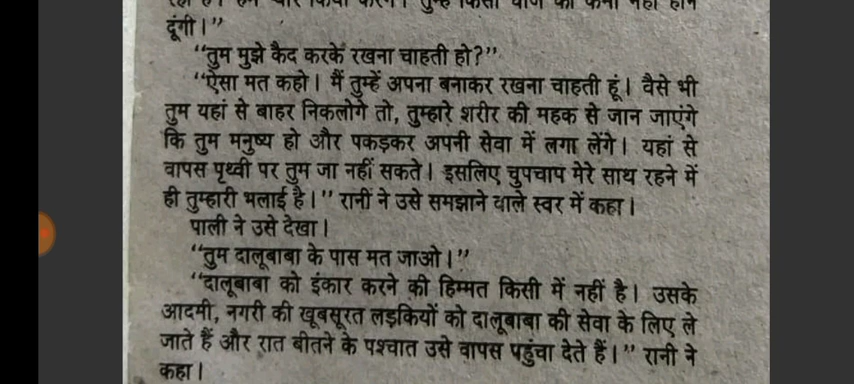 दूंगी।”
“तुम मुझे कैद करके रखना चाहती हो?”
“ऐसा मत कहो। मैं तुम्हें अपना बनाकर रखना चाहती हूं। वैसे भी
तुम यहां से बाहर निकलोगे तो, तुम्हारे शरीर की महक से जान जाएंगे
कि तुम मनुष्य हो और पकड़कर अपनी सेवा में लगा लेंगे। यहां से
वापस पृथ्वी पर तुम जा नहीं सकते। इसलिए चुपचाप मेरे साथ रहने में
ही तुम्हारी भलाई है।” रानी ने उसे समझाने वाले स्वर में कहा।
पाली ने उसे देखा।
“तुम दालूबाबा के पास मत जाओ।”
“दालूबाबा को इंकार करने की हिम्मत किसी में नहीं है। उसके
आदमी, नगरी की खूबसूरत लड़कियों को दालूबाबा की सेवा के लिए ले
जाते हैं और रात बीतने के पश्चात उसे वापस पहुंचा देते हैं।” रानी ने
कहा।